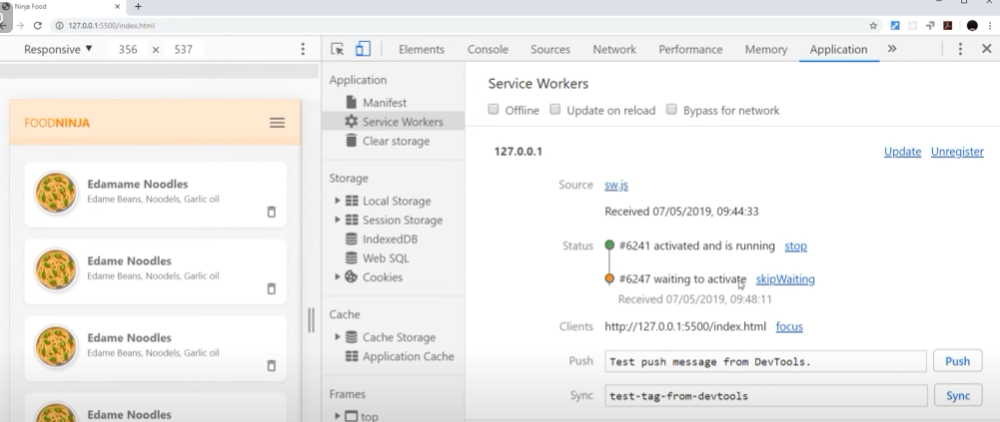 Ninja Food
127.0.0.1:5500/index.html
Responsive ▼ 356 × 537
Elements Console Sources Network Performance Memory Application »
FOODNINJA
Edamame Noodles
Edame Beans, Noodels, Garlic oil
Edame Noodles
Edame Beans, Noodels, Garlic oil
Edame Noodles
Edame Beans, Noodels, Garlic oil
Edame Noodles
Application
Manifest
Service Workers
Clear storage
Storage
Local Storage
Session Storage
IndexedDB
Web SQL
Cookies
Cache
Cache Storage
Application Cache
Frames
top
Service Workers
Offline Update on reload Bypass for network
127.0.0.1 Update Unregister
Source sw.js
Received 07/05/2019, 09:44:33
Status #6241 activated and is running stop
#6247 waiting to activate skipWaiting
Received 07/05/2019, 09:48:11
Clients http://127.0.0.1:5500/index.html focus
Push Test push message from DevTools. Push
Sync test-tag-from-devtools Sync